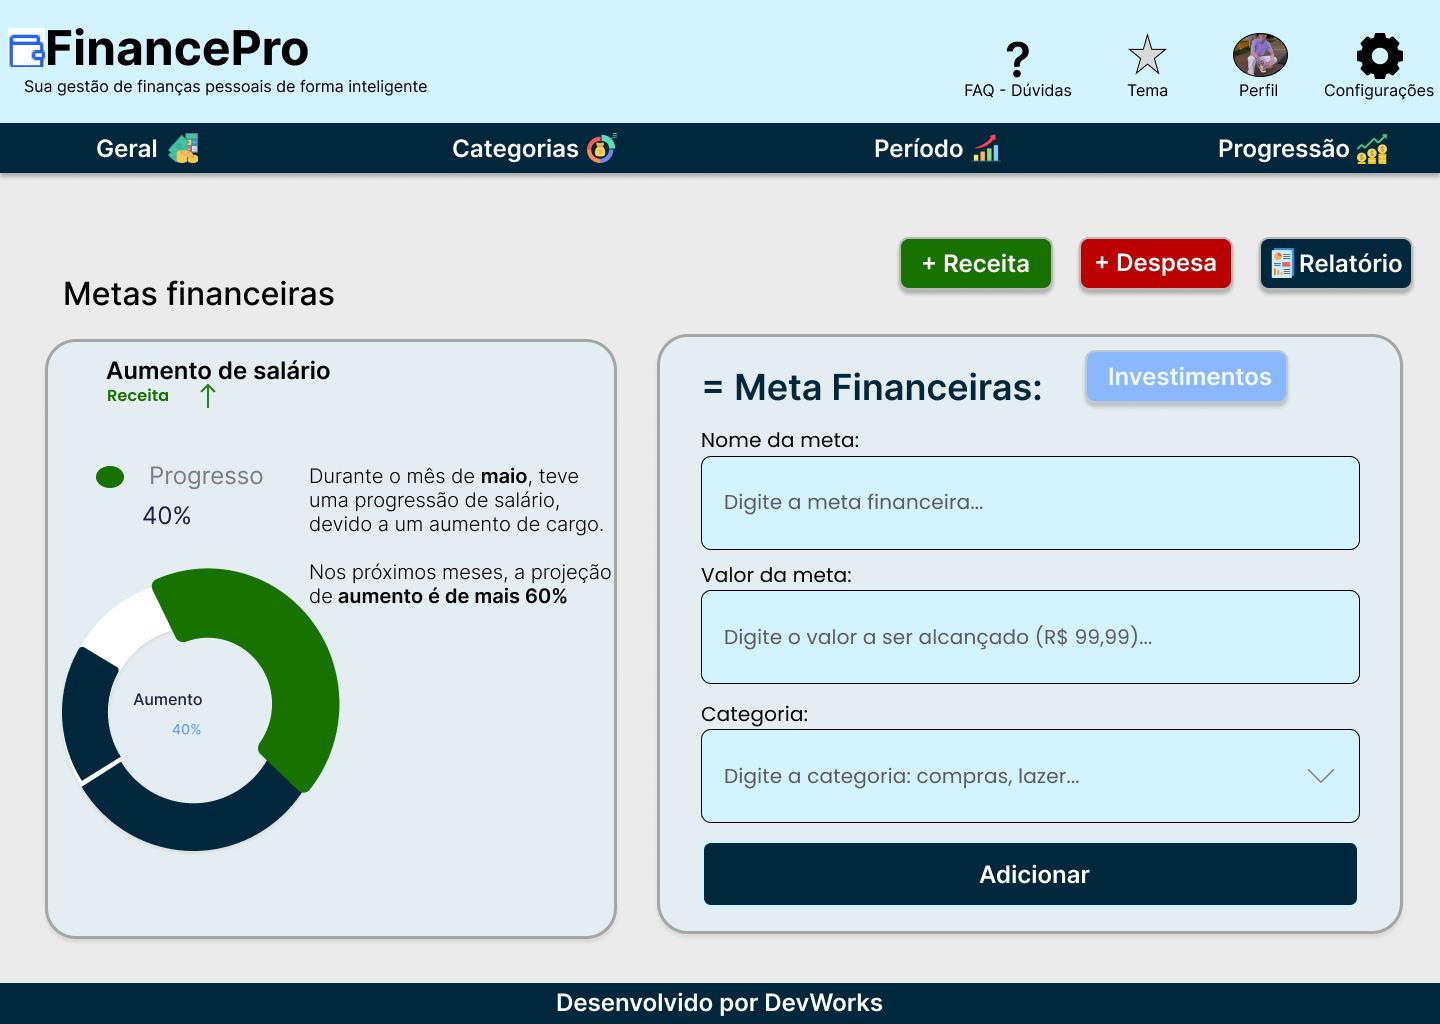 FinancePro
Sua gestão de finanças pessoais de forma inteligente
?
FAQ - Dúvidas
Tema
Perfil
Configurações
Geral
Categorias
Período
Progressão
+ Receita
+ Despesa
Relatório
Metas financeiras
Aumento de salário
Receita
Progresso
40%
Durante o mês de maio, teve
uma progressão de salário,
devido a um aumento de cargo.
Nos próximos meses, a projeção
de aumento é de mais 60%
Aumento
40%
= Meta Financeiras:
Investimentos
Nome da meta:
Digite a meta financeira...
Valor da meta:
Digite o valor a ser alcançado (R$ 99,99)...
Categoria:
Digite a categoria: compras, lazer...
Adicionar
Desenvolvido por DevWorks